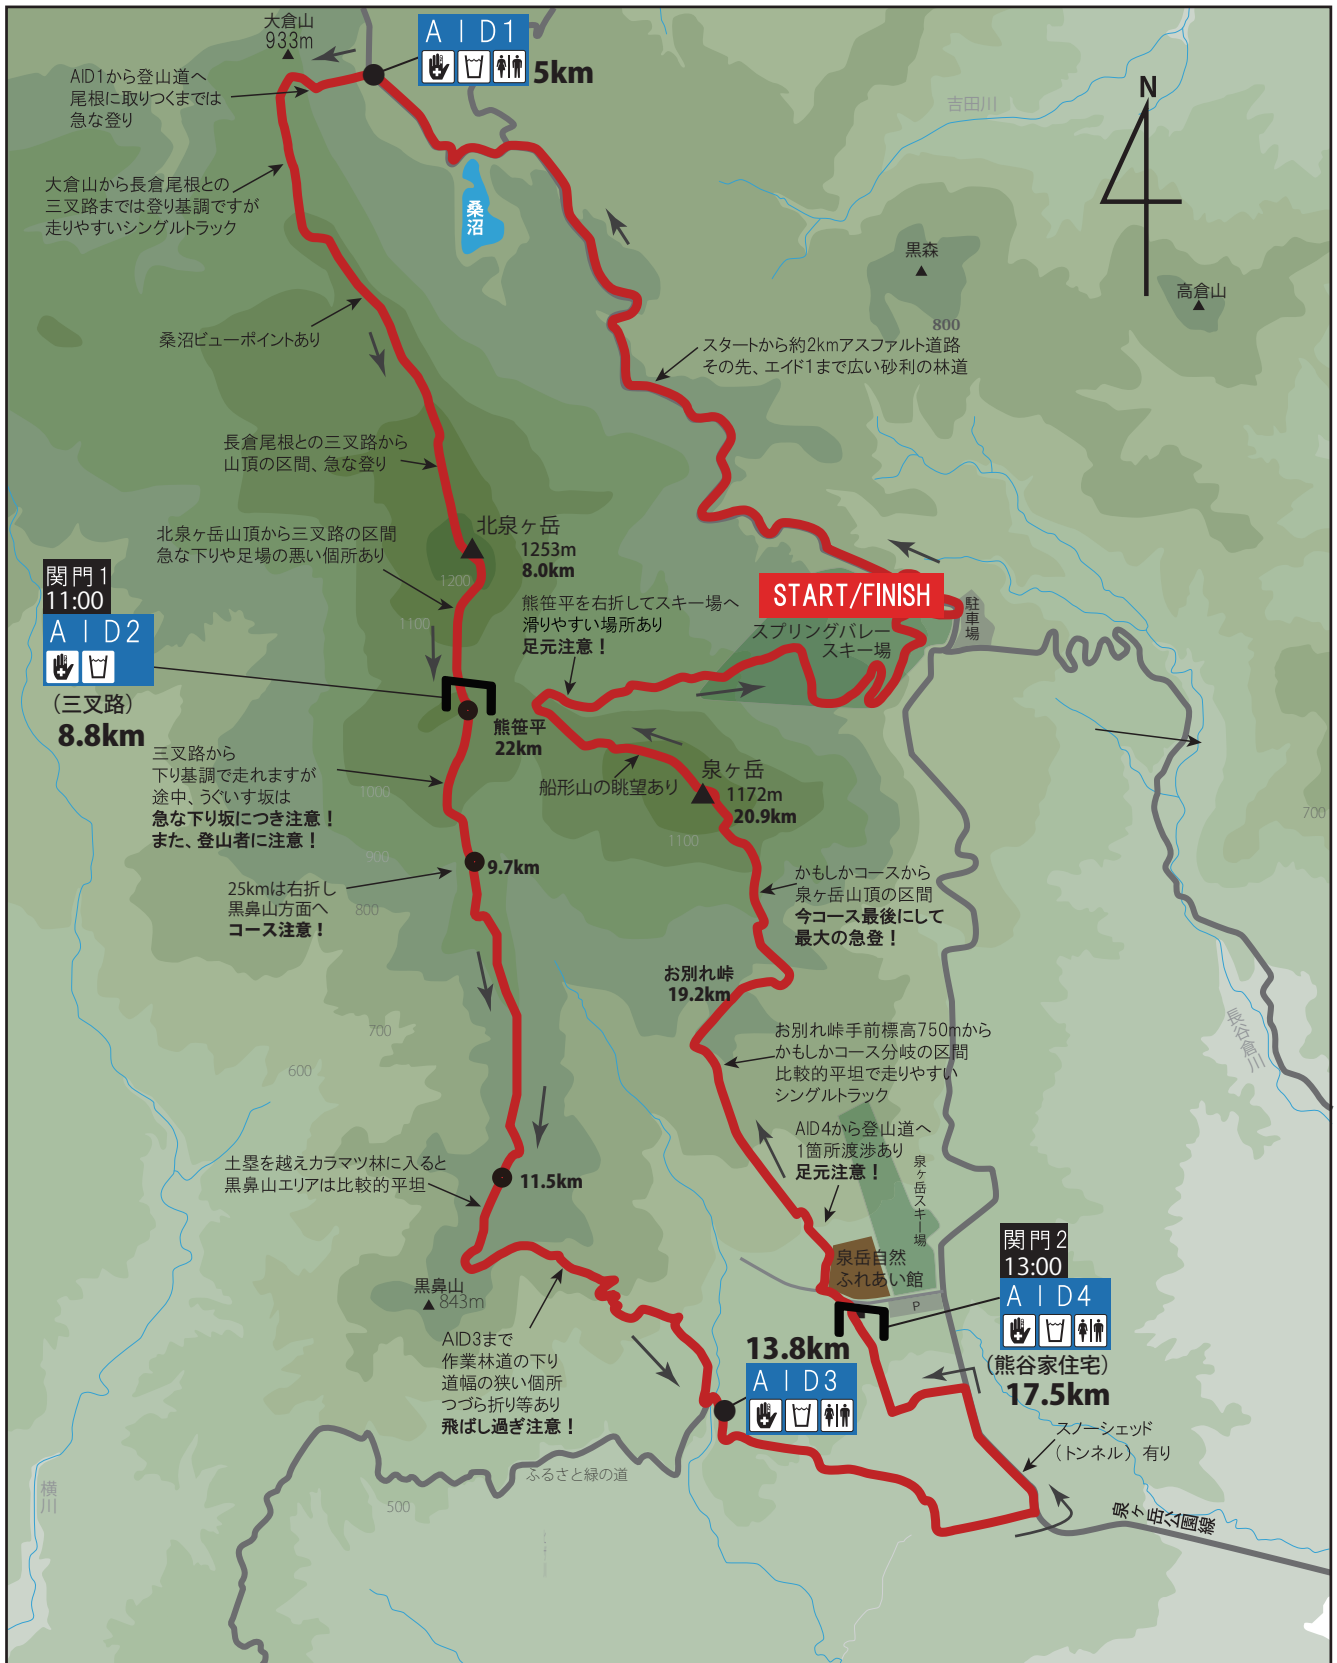 大倉山
933m
AID1
5km
AID1から登山道へ
尾根に取りつくまでは
急な登り
吉田川
N
大倉山から長倉尾根との
三叉路までは登り基調ですが
走りやすいシングルトラック
桑沼
黒森
高倉山
800
桑沼ビューポイントあり
スタートから約2kmアスファルト道路
その先、エイド1まで広い砂利の林道
長倉尾根との三叉路から
山頂の区間、急な登り
北泉ヶ岳
1253m
8.0km
北泉ヶ岳山頂から三叉路の区間
急な下りや足場の悪い個所あり
1200
1100
関門1
11:00
AID2
(三叉路)
8.8km
熊笹平を右折してスキー場へ
滑りやすい場所あり
足元注意！
START/FINISH
スプリングバレー
スキー場
駐車場
熊笹平
22km
三叉路から
下り基調で走れますが
途中、うぐいす坂は
急な下り坂につき注意！
また、登山者に注意！
1000
船形山の眺望あり
泉ヶ岳
1172m
20.9km
1100
700
900
9.7km
25kmは右折し
黒鼻山方面へ
コース注意！
800
かもしかコースから
泉ヶ岳山頂の区間
今コース最後にして
最大の急登！
お別れ峠
19.2km
700
600
お別れ峠手前標高750mから
かもしかコース分岐の区間
比較的平坦で走りやすい
シングルトラック
長谷倉川
AID4から登山道へ
1箇所渡渉あり
足元注意！
泉ヶ岳スキー場
土塁を越えカラマツ林に入ると
黒鼻山エリアは比較的平坦
11.5km
泉岳自然
ふれあい館
P
関門2
13:00
AID4
(熊谷家住宅)
17.5km
黒鼻山
843m
AID3まで
作業林道の下り
道幅の狭い個所
つづら折り等あり
飛ばし過ぎ注意！
13.8km
AID3
スノーシェッド
（トンネル）有り
ふるさと緑の道
横川
500
泉ヶ岳公園線